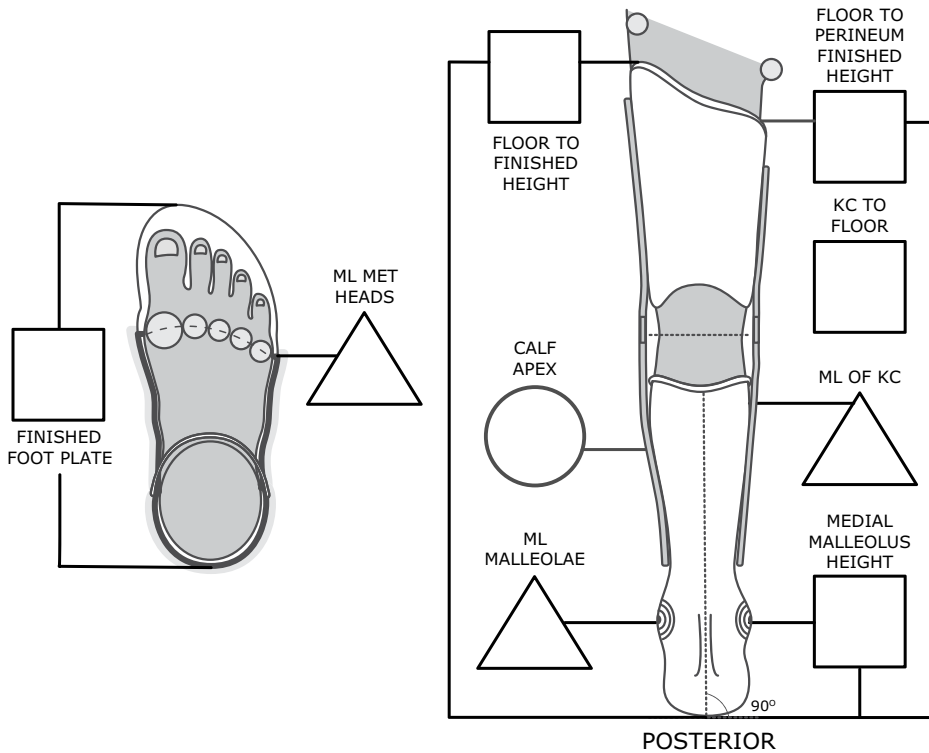 FLOOR TO
PERINEUM
FINISHED
HEIGHT
FLOOR TO
FINISHED
HEIGHT
KC TO
FLOOR
ML MET
HEADS
CALF
APEX
ML OF KC
FINISHED
FOOT PLATE
ML
MALLEOLAE
MEDIAL
MALLEOLUS
HEIGHT
90º
POSTERIOR